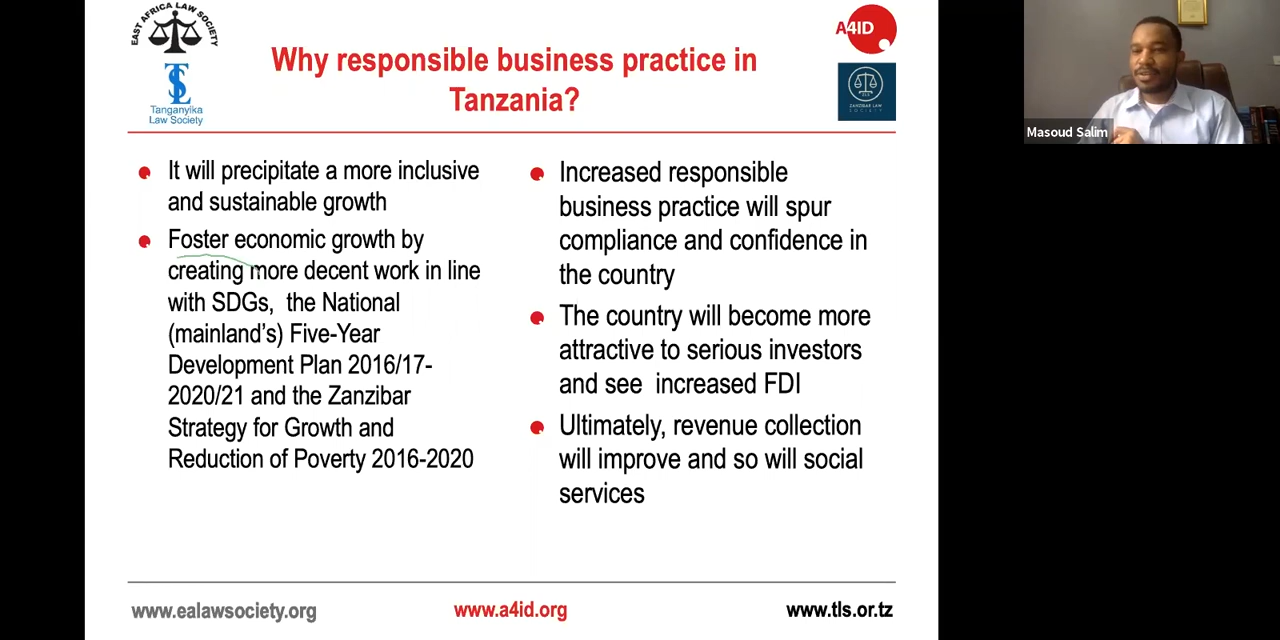 EAST AFRICA LAW SOCIETY
Tanganyika
Law Society
Why responsible business practice in
Tanzania?
A4ID
ZANZIBAR LAW
SOCIETY
Masoud Salim
It will precipitate a more inclusive
and sustainable growth
Foster economic growth by
creating more decent work in line
with SDGs, the National
(mainland's) Five-Year
Development Plan 2016/17-
2020/21 and the Zanzibar
Strategy for Growth and
Reduction of Poverty 2016-2020
Increased responsible
business practice will spur
compliance and confidence in
the country
The country will become more
attractive to serious investors
and see increased FDI
Ultimately, revenue collection
will improve and so will social
services
www.ealawsociety.org
www.a4id.org
www.tls.or.tz